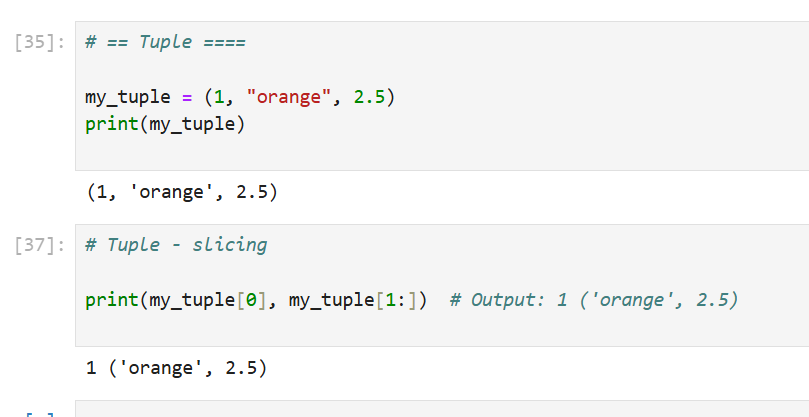 [35]: # == Tuple ====
my_tuple = (1, "orange", 2.5)
print(my_tuple)
(1, 'orange', 2.5)
[37]: # Tuple - slicing
print(my_tuple[0], my_tuple[1:])  # Output: 1 ('orange', 2.5)
1 ('orange', 2.5)